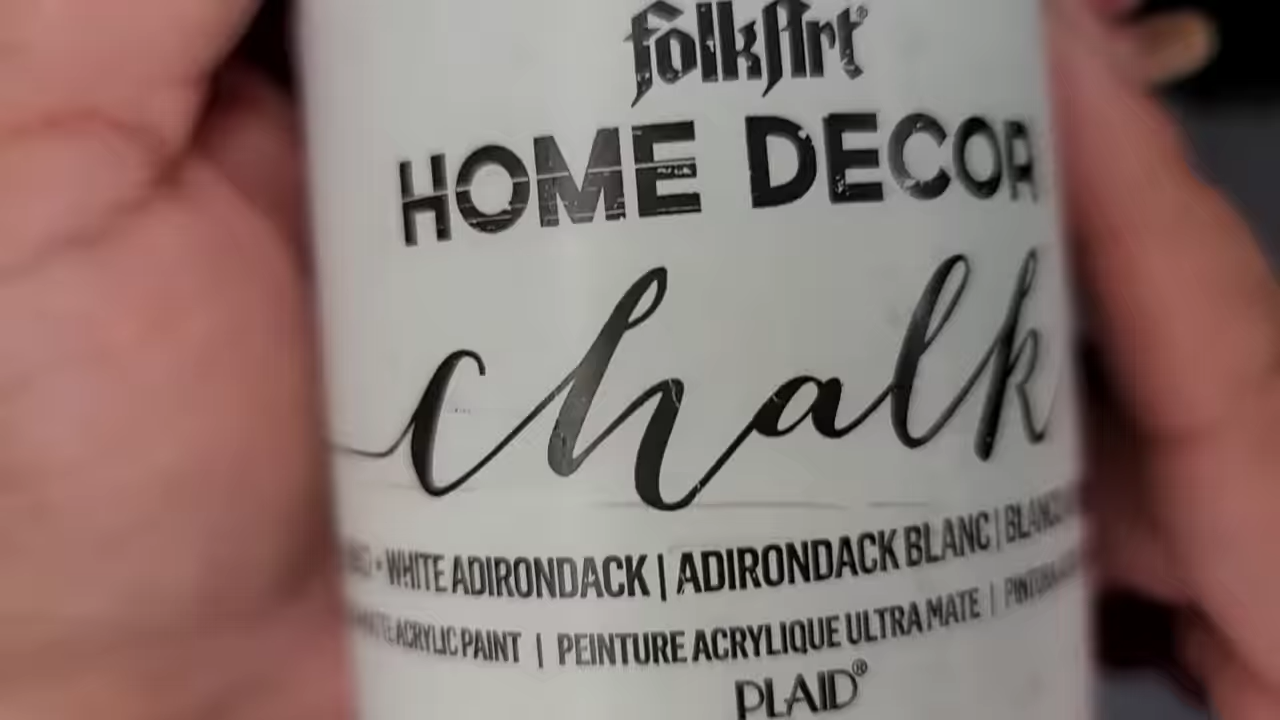 folkArt®
HOME DECOR
chalk
WHITE ADIRONDACK | ADIRONDACK BLANC |
ACRYLIC PAINT | PEINTURE ACRYLIQUE ULTRA MATE |
PLAID®